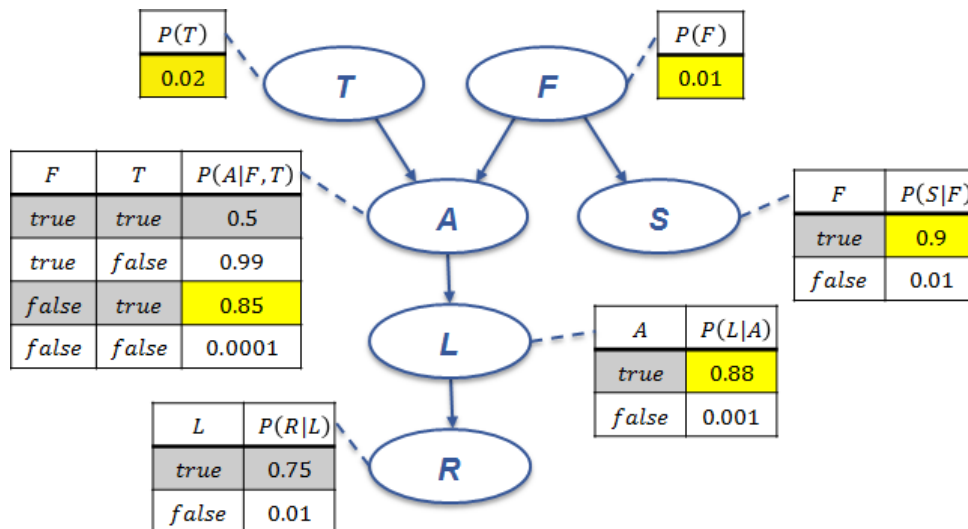 P(T)
0.02
P(F)
0.01
T
F
F T P(A|F,T)
true true 0.5
true false 0.99
false true 0.85
false false 0.0001
A
S
F P(S|F)
true 0.9
false 0.01
L
A P(L|A)
true 0.88
false 0.001
L P(R|L)
true 0.75
false 0.01
R